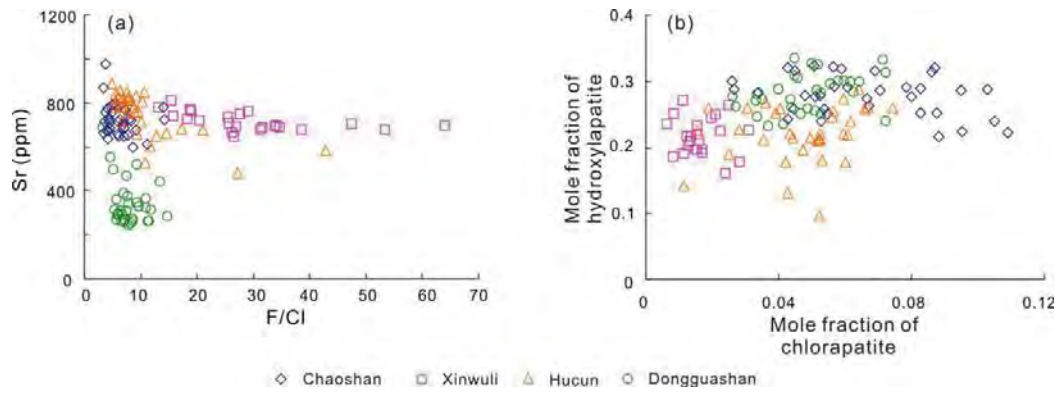 (a)
1200
800
400
0
Sr (ppm)
0 10 20 30 40 50 60 70
F/Cl
(b)
0.4
0.3
0.2
0.1
0
Mole fraction of
hydroxylapatite
0 0.04 0.08 0.12
Mole fraction of
chlorapatite
Chaoshan Xinwuli Hucun Dongguashan